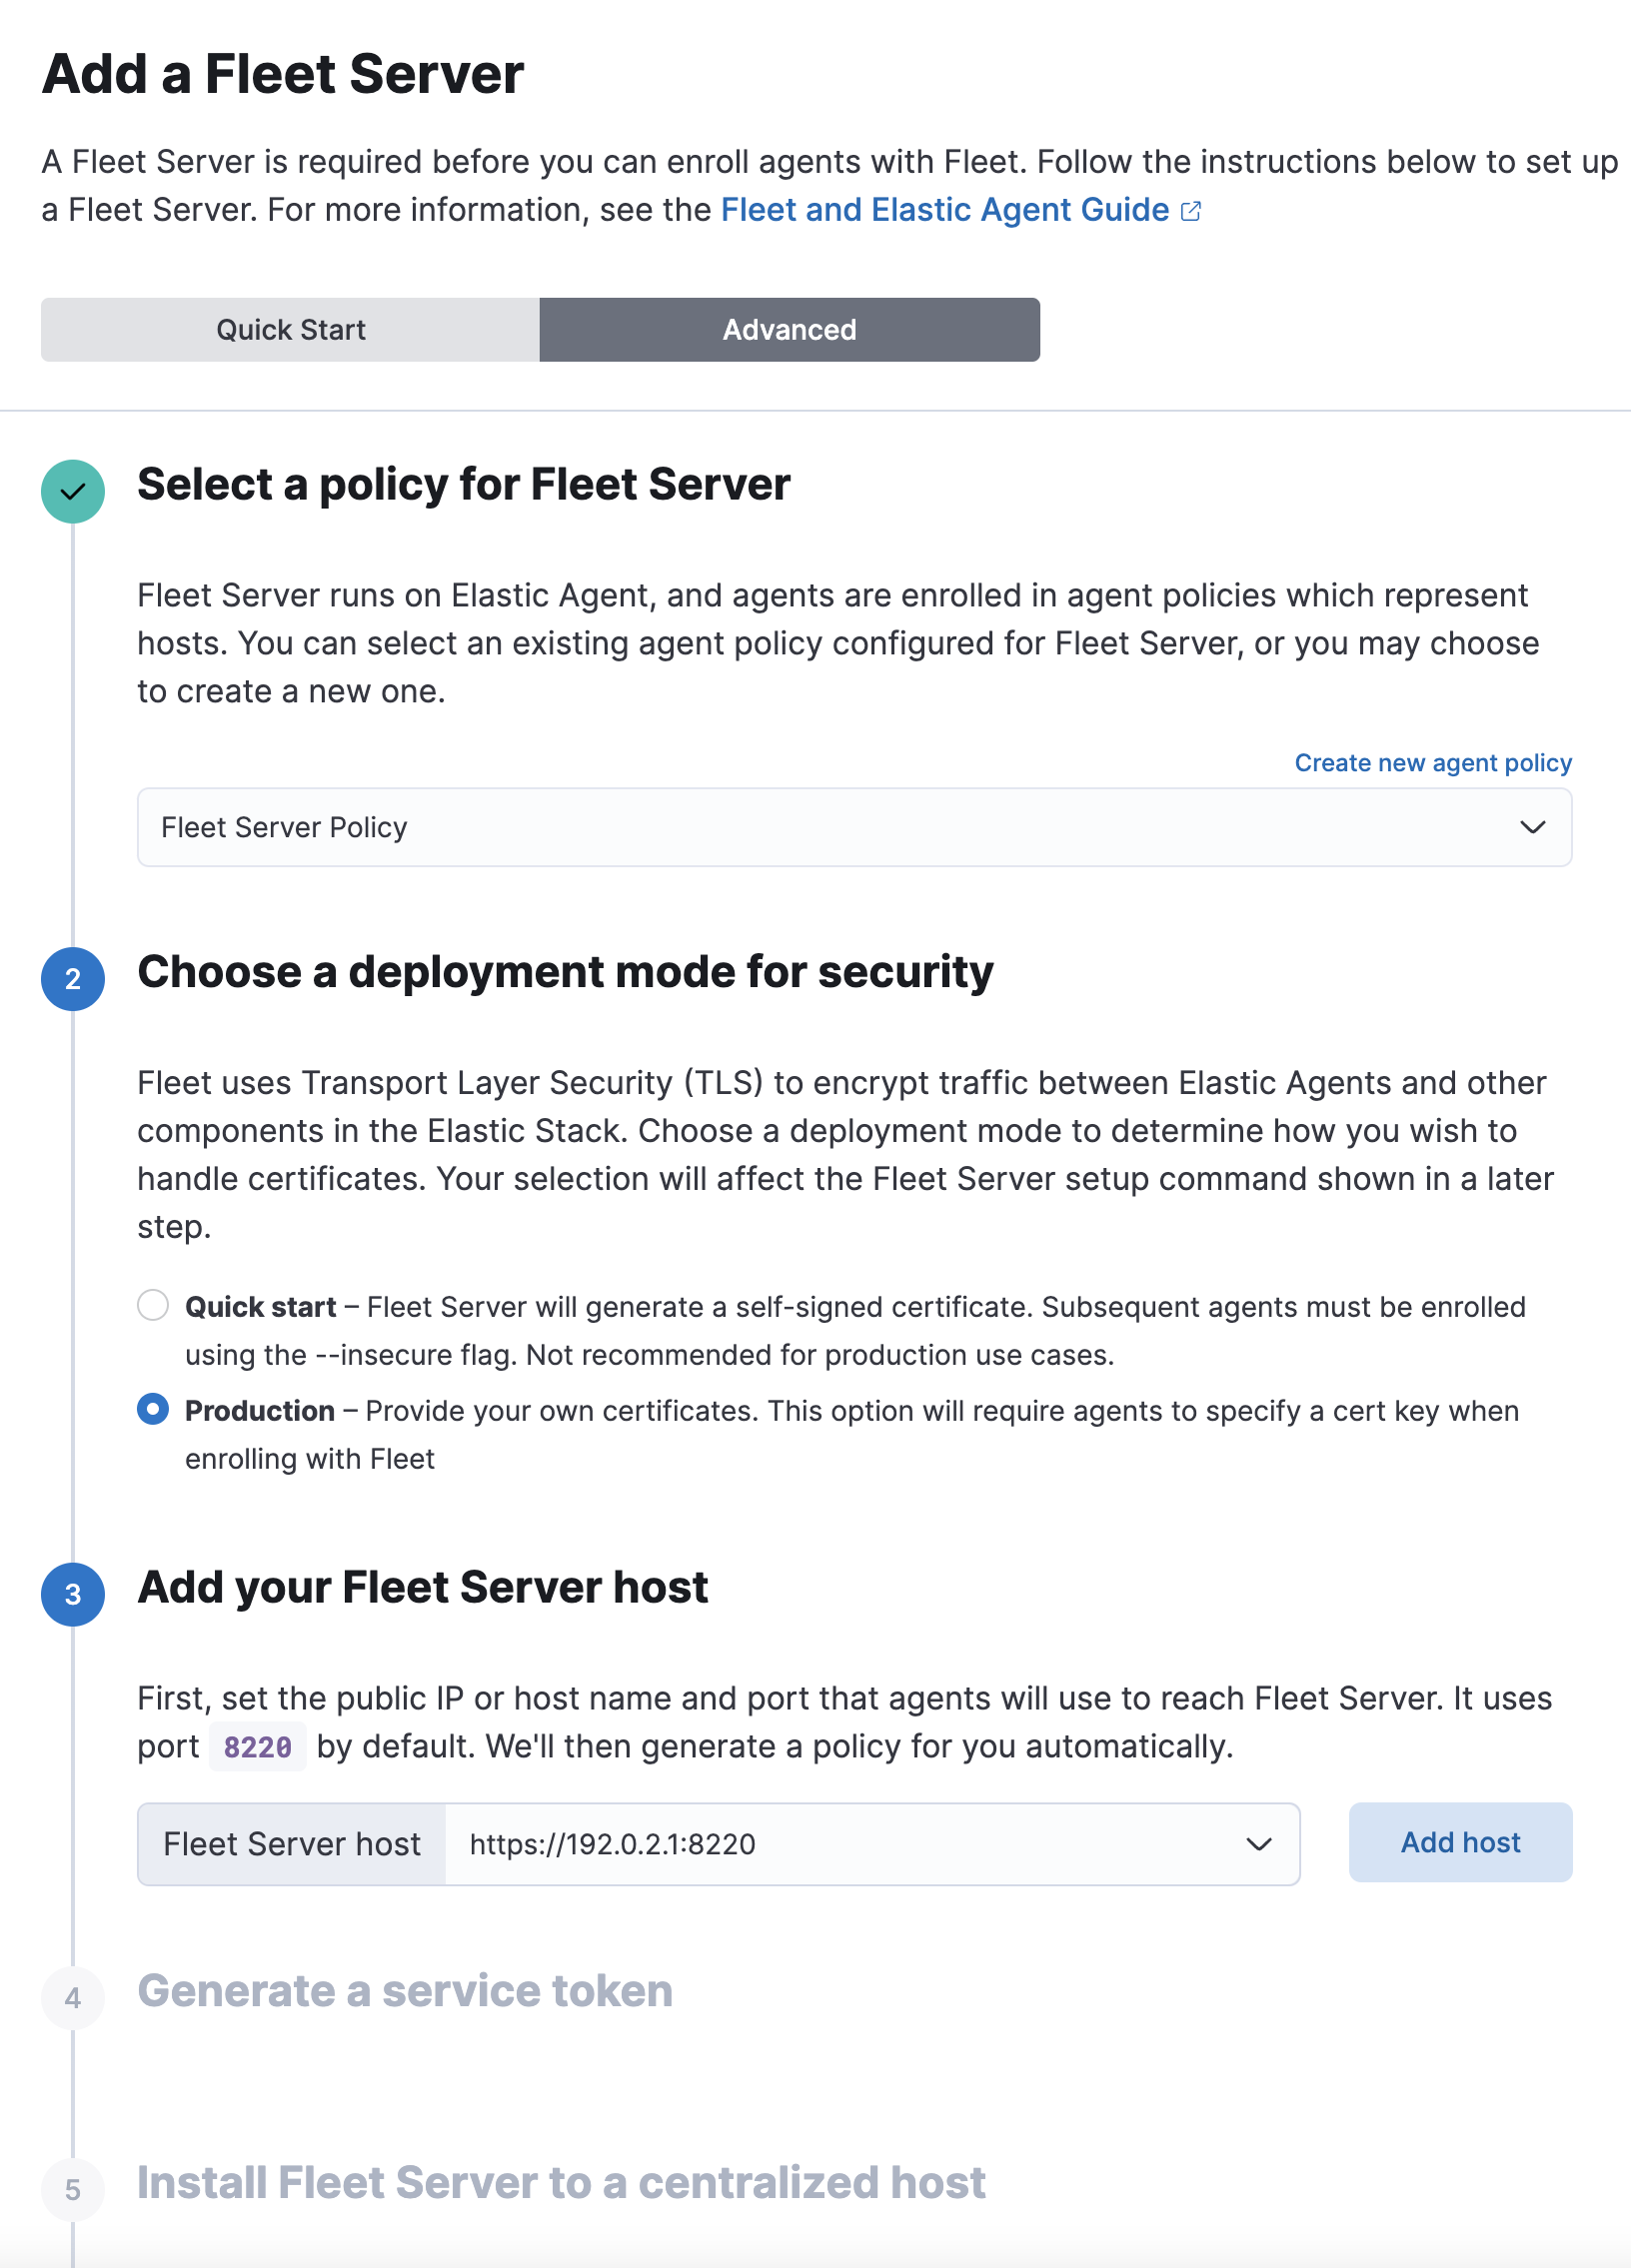 Add a Fleet Server
A Fleet Server is required before you can enroll agents with Fleet. Follow the instructions below to set up
a Fleet Server. For more information, see the Fleet and Elastic Agent Guide
Quick Start
Advanced
Select a policy for Fleet Server
Fleet Server runs on Elastic Agent, and agents are enrolled in agent policies which represent
hosts. You can select an existing agent policy configured for Fleet Server, or you may choose
to create a new one.
Create new agent policy
Fleet Server Policy
2 Choose a deployment mode for security
Fleet uses Transport Layer Security (TLS) to encrypt traffic between Elastic Agents and other
components in the Elastic Stack. Choose a deployment mode to determine how you wish to
handle certificates. Your selection will affect the Fleet Server setup command shown in a later
step.
Quick start – Fleet Server will generate a self-signed certificate. Subsequent agents must be enrolled
using the --insecure flag. Not recommended for production use cases.
Production – Provide your own certificates. This option will require agents to specify a cert key when
enrolling with Fleet
3 Add your Fleet Server host
First, set the public IP or host name and port that agents will use to reach Fleet Server. It uses
port 8220 by default. We'll then generate a policy for you automatically.
Fleet Server host https://192.0.2.1:8220 Add host
4 Generate a service token
5 Install Fleet Server to a centralized host